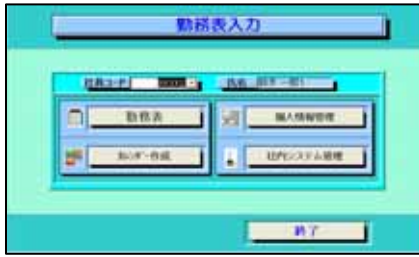 勤務表入力
社員コード
氏名
勤務表
個人情報管理
カレンダー作成
社内システム管理
終了